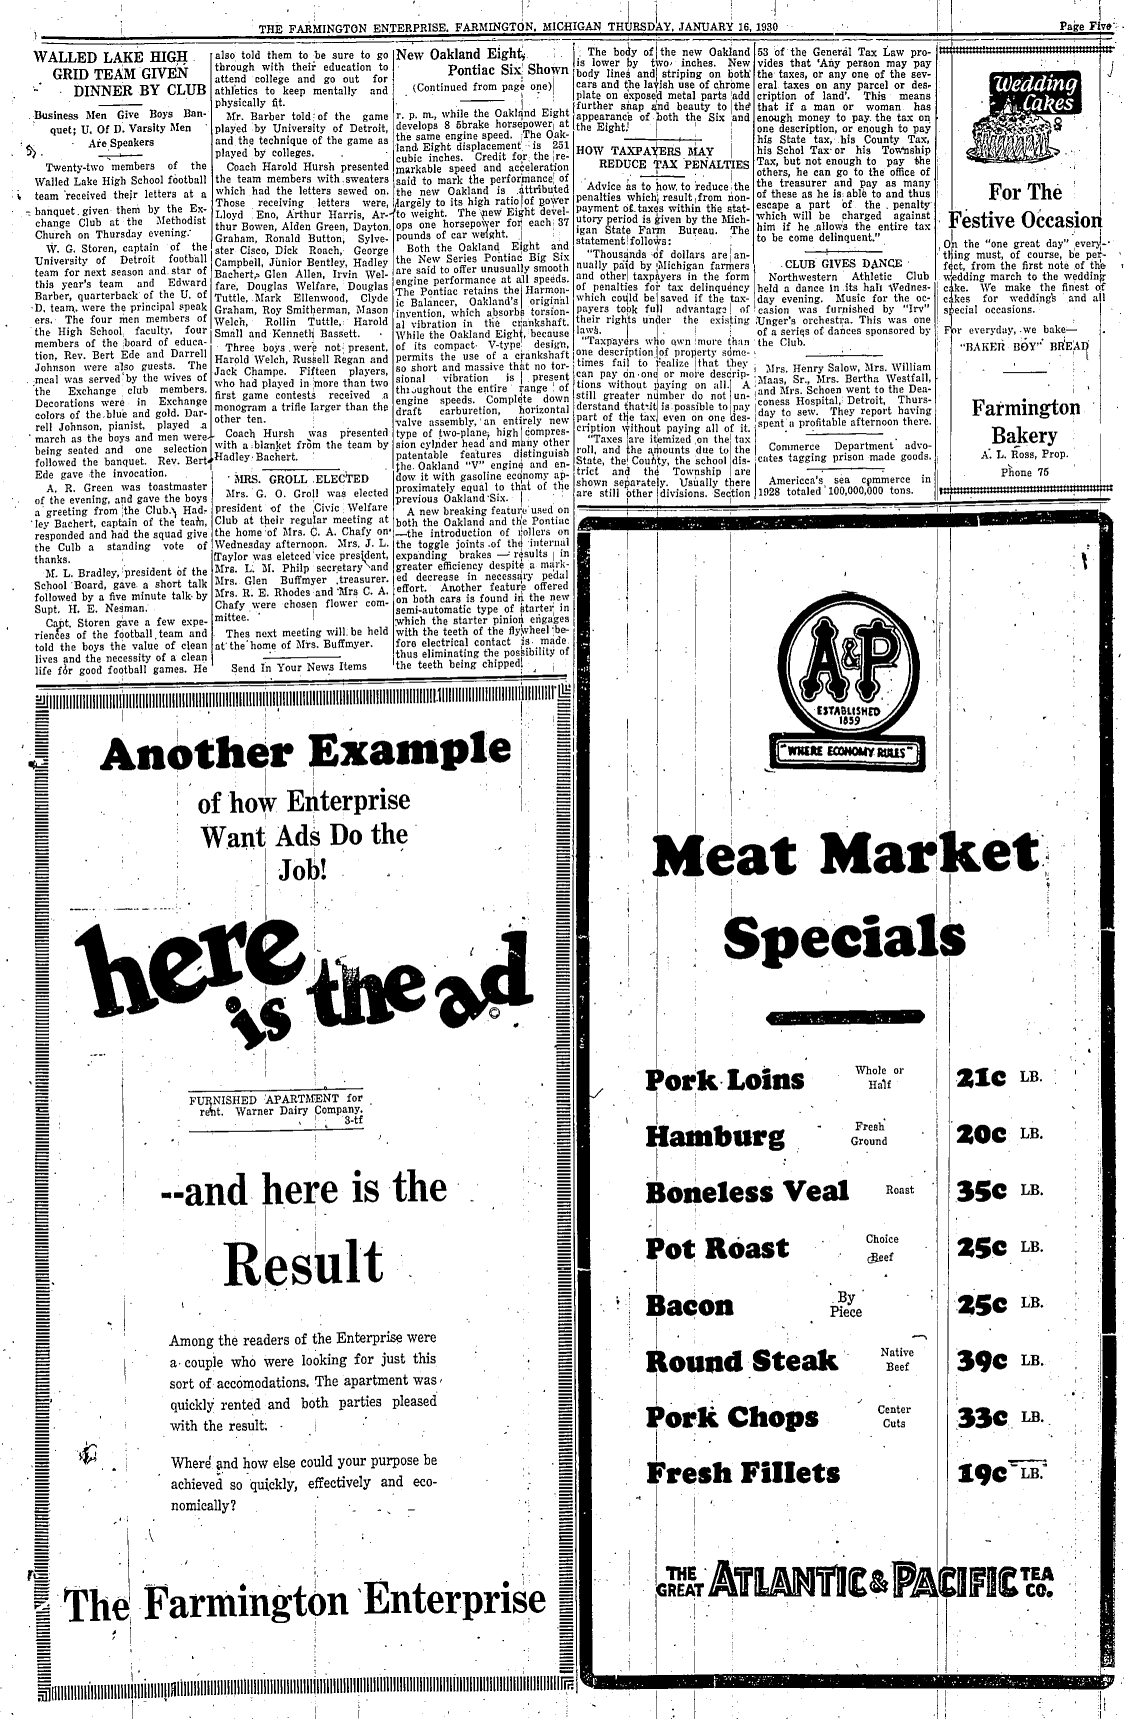 THE FARMINGTON ENTERPRISE, FARMINGTON, MICHIGAN THURSDAY, JANUARY 16, 1930
Page Five
WALLED LAKE HIGH
GRID TEAM GIVEN
DINNER BY CLUB
Business Men Give Boys Ban-
quet; U. Of D. Varsity Men
Are Speakers
Twenty-two members of the
Walled Lake High School football
team received their letters at a
banquet given them by the Ex-
change Club at the Methodist
Church on Thursday evening.
W. G. Storen, captain of the
University of Detroit football
team for next season and star of
this year's team and Edward
Barber, quarterback of the U. of
D. team, were the principal speak
ers. The four men members of
the High School faculty, four
members of the board of educa-
tion, Rev. Bert Ede and Darrell
Johnson were also guests. The
meal was served by the wives of
the Exchange club members.
Decorations were in Exchange
colors of the blue and gold. Dar-
rell Johnson, pianist, played a
march as the boys and men were
being seated and one selection
followed the banquet. Rev. Bert
Ede gave the invocation.
A. R. Green was toastmaster
of the evening, and gave the boys
a greeting from the Club. Had-
ley Bachert, captain of the team,
responded and had the squad give
the Culb a standing vote of
thanks.
M. L. Bradley, president of the
School Board, gave a short talk
followed by a five minute talk by
Supt. H. E. Nesman.
Capt. Storen gave a few expe-
riences of the football team and
told the boys the value of clean
lives and the necessity of a clean
life for good football games. He
also told them to be sure to go
through with their education to
attend college and go out for
athletics to keep mentally and
physically fit.
Mr. Barber told of the game
played by University of Detroit,
and the technique of the game as
played by colleges.
Coach Harold Hursh presented
the team members with sweaters
which had the letters sewed on.
Those receiving letters were,
Lloyd Eno, Arthur Harris, Ar-
thur Bowen, Alden Green, Dayton
Graham, Ronald Button, Sylve-
ster Cisco, Dick Roach, George
Campbell, Junior Bentley, Hadley
Bachert, Glen Allen, Irvin Wel-
fare, Douglas Welfare, Douglas
Tuttle, Mark Ellenwood, Clyde
Graham, Roy Smitherman, Mason
Welch, Rollin Tuttle, Harold
Small and Kenneth Bassett.
Three boys were not present,
Harold Welch, Russell Regan and
Jack Champe. Fifteen players,
who had played in more than two
first game contests received a
monogram a trifle larger than the
other ten.
Coach Hursh was presented
with a blanket from the team by
Hadley Bachert.
MRS. GROLL ELECTED
Mrs. G. O. Groll was elected
president of the Civic Welfare
Club at their regular meeting at
the home of Mrs. C. A. Chafy on
Wednesday afternoon. Mrs. J. L.
Taylor was eletced vice president,
Mrs. L. M. Philp secretary and
Mrs. Glen Buffmyer treasurer.
Mrs. R. E. Rhodes and Mrs C. A.
Chafy were chosen flower com-
mittee.
Thes next meeting will be held
at the home of Mrs. Buffmyer.
Send In Your News Items
New Oakland Eight,
Pontiac Six Shown
(Continued from page one)
r. p. m., while the Oakland Eight
develops 8 5brake horsepower at
the same engine speed. The Oak-
land Eight displacement is 251
cubic inches. Credit for the re-
markable speed and acceleration
said to mark the performance of
the new Oakland is attributed
largely to its high ratio of power
to weight. The new Eight devel-
ops one horsepower for each 37
pounds of car weight.
Both the Oakland Eight and
the New Series Pontiac Big Six
are said to offer unusually smooth
engine performance at all speeds.
The Pontiac retains the Harmon-
ic Balancer, Oakland's original
invention, which absorbs torsion-
al vibration in the crankshaft.
While the Oakland Eight, because
of its compact V-type design,
permits the use of a crankshaft
so short and massive that no tor-
sional vibration is present
throughout the entire range of
engine speeds. Complete down
draft carburetion, horizontal
valve assembly, an entirely new
type of two-plane, high compres-
sion cylinder head and many other
patentable features distinguish
the Oakland "V" engine and en-
dow it with gasoline economy ap-
proximately equal to that of the
previous Oakland Six.
A new breaking feature used on
both the Oakland and the Pontiac
—the introduction of rollers on
the toggle joints of the internal
expanding brakes — results in
greater efficiency despite a mark-
ed decrease in necessary pedal
effort. Another feature offered
on both cars is found in the new
semi-automatic type of starter in
which the starter pinion engages
with the teeth of the flywheel be-
fore electrical contact is made
thus eliminating the possibility of
the teeth being chipped.
The body of the new Oakland
is lower by two inches. New
body lines and striping on both
cars and the lavish use of chrome
plate on exposed metal parts add
further snap and beauty to the
appearance of both the Six and
the Eight.
HOW TAXPAYERS MAY
REDUCE TAX PENALTIES
Advice as to how to reduce the
penalties which result from non-
payment of taxes within the stat-
utory period is given by the Mich-
igan State Farm Bureau. The
statement follows:
"Thousands of dollars are an-
nually paid by Michigan farmers
and other taxpayers in the form
of penalties for tax delinquency
which could be saved if the tax-
payers took full advantage of
their rights under the existing
laws.
"Taxpayers who own more than
one description of property some-
times fail to realize that they
can pay on one or more descrip-
tions without paying on all. A
still greater number do not un-
derstand that it is possible to pay
part of the tax even on one des-
cription without paying all of it.
"Taxes are itemized on the tax
roll, and the amounts due to the
State, the County, the school dis-
trict and the Township are
shown separately. Usually there
are still other divisions. Section
53 of the General Tax Law pro-
vides that 'Any person may pay
the taxes, or any one of the sev-
eral taxes on any parcel or des-
cription of land'. This means
that if a man or woman has
enough money to pay the tax on
one description, or enough to pay
his State tax, his County Tax,
his Schol Tax or his Township
Tax, but not enough to pay the
others, he can go to the office of
the treasurer and pay as many
of these as he is able to and thus
escape a part of the penalty
which will be charged against
him if he allows the entire tax
to be come delinquent."
CLUB GIVES DANCE
Northwestern Athletic Club
held a dance in its hall Wednes-
day evening. Music for the oc-
casion was furnished by "Irv"
Unger's orchestra. This was one
of a series of dances sponsored by
the Club.
Mrs. Henry Salow, Mrs. William
Maas, Sr., Mrs. Bertha Westfall,
and Mrs. Schoen went to the Dea-
coness Hospital, Detroit, Thurs-
day to sew. They report having
spent a profitable afternoon there.
Commerce Department advo-
cates tagging prison made goods.
Americca's sea commerce in
1928 totaled 100,000,000 tons.
Wedding
Cakes
For The
Festive Occasion
On the "one great day" every-
thing must, of course, be per-
fect, from the first note of the
wedding march to the wedding
cake. We make the finest of
cakes for wedding's and all
special occasions.
For everyday, we bake—
"BAKER BOY" BREAD
Farmington
Bakery
A. L. Ross, Prop.
Phone 75
Another Example
of how Enterprise
Want Ads Do the
Job!
here
is the ad
FURNISHED APARTMENT for
rent. Warner Dairy Company.
3-tf
--and here is the
Result
Among the readers of the Enterprise were
a couple who were looking for just this
sort of accomodations. The apartment was
quickly rented and both parties pleased
with the result.
Where and how else could your purpose be
achieved so quickly, effectively and eco-
nomically?
The Farmington Enterprise
A&P
ESTABLISHED
1859
"WHERE ECONOMY RULES"
Meat Market
Specials
Pork Loins Whole or Half 21c LB.
Hamburg Fresh Ground 20c LB.
Boneless Veal Roast 35c LB.
Pot Roast Choice Beef 25c LB.
Bacon By Piece 25c LB.
Round Steak Native Beef 39c LB.
Pork Chops Center Cuts 33c LB.
Fresh Fillets 19c LB.
THE GREAT ATLANTIC & PACIFIC TEA CO.